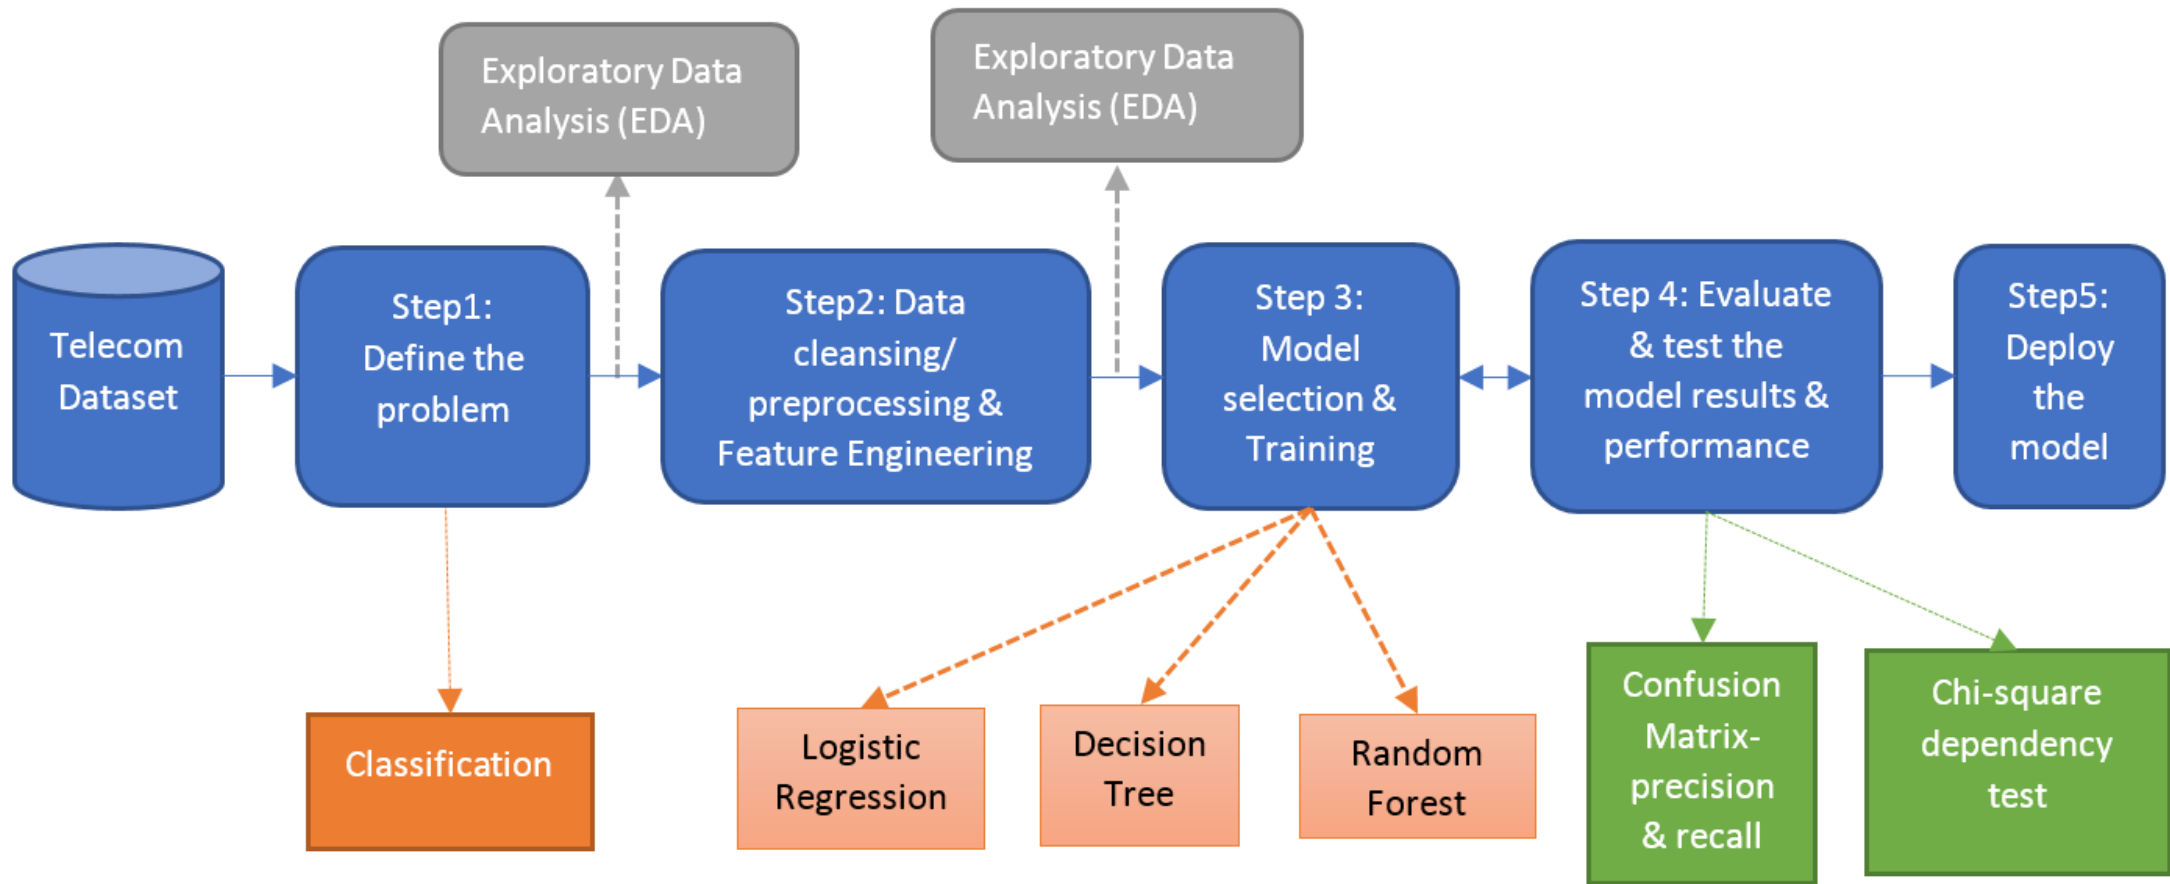 Exploratory Data
Analysis (EDA)
Exploratory Data
Analysis (EDA)
Telecom
Dataset
Step1:
Define the
problem
Step2: Data
cleansing/
preprocessing &
Feature Engineering
Step 3:
Model
selection &
Training
Step 4: Evaluate
& test the
model results &
performance
Step5:
Deploy
the
model
Classification
Logistic
Regression
Decision
Tree
Random
Forest
Confusion
Matrix-
precision
& recall
Chi-square
dependency
test